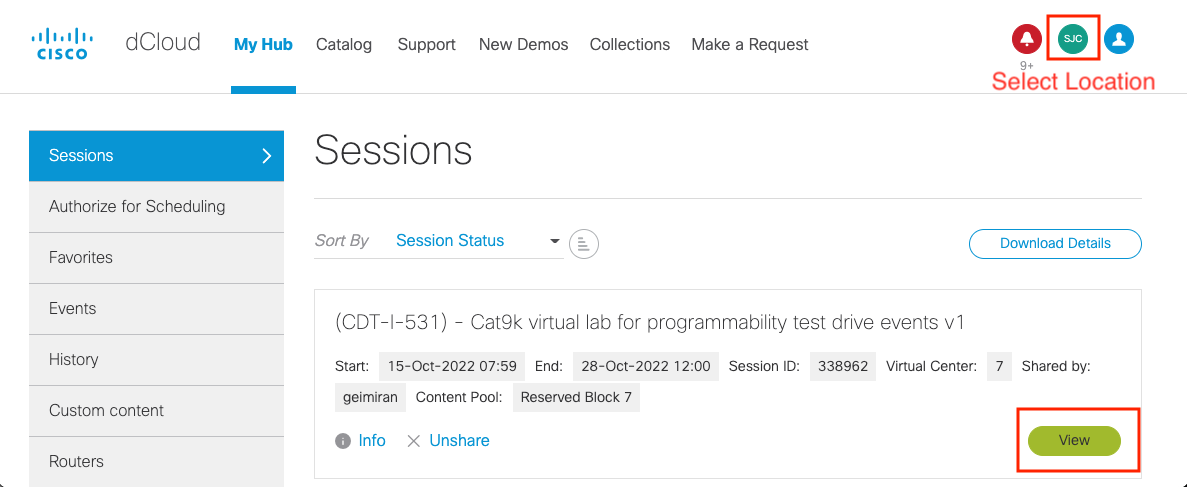 CISCO dCloud My Hub Catalog Support New Demos Collections Make a Request SJC
9+
Select Location
Sessions
Authorize for Scheduling
Favorites
Events
History
Custom content
Routers
Sessions
Sort By Session Status Download Details
(CDT-I-531) - Cat9k virtual lab for programmability test drive events v1
Start: 15-Oct-2022 07:59 End: 28-Oct-2022 12:00 Session ID: 338962 Virtual Center: 7 Shared by:
geimiran Content Pool: Reserved Block 7
Info Unshare View